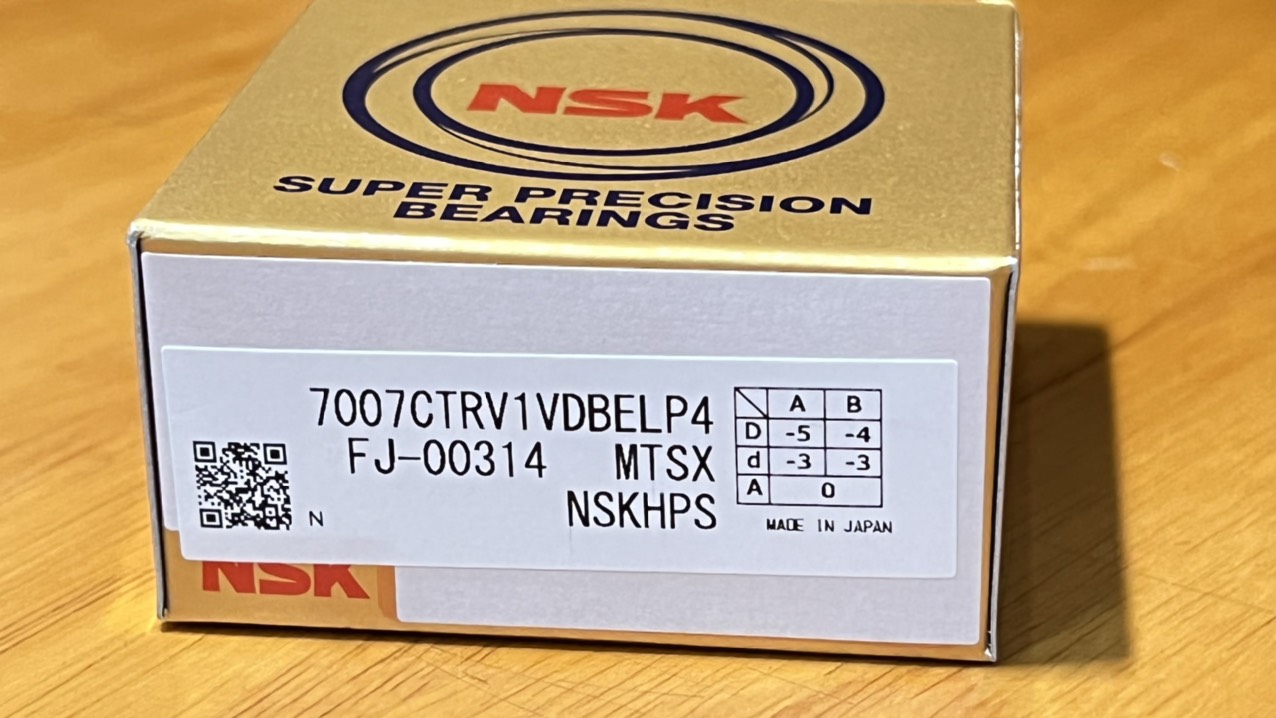 NSK
SUPER PRECISION
BEARINGS
7007CTRV1VDBELP4
FJ-00314 MTSX
NSKHPS
N
A B
D -5 -4
d -3 -3
A 0
MADE IN JAPAN
NSK